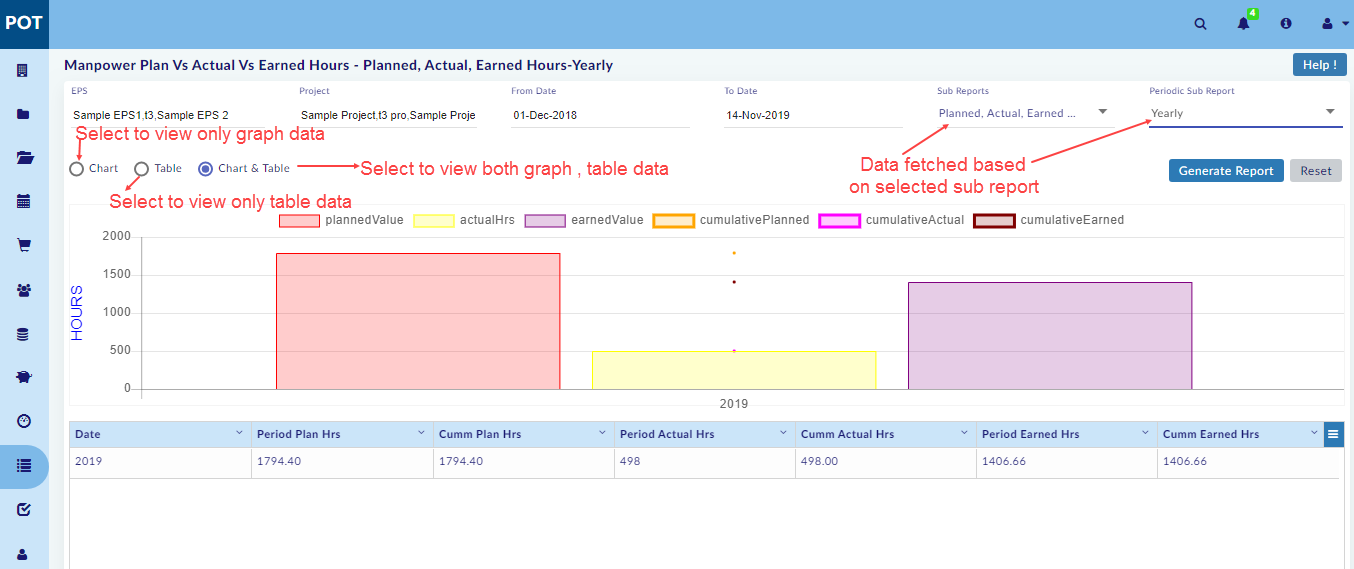 POT
4
Manpower Plan Vs Actual Vs Earned Hours - Planned, Actual, Earned Hours-Yearly
Help !
EPS
Project
From Date
To Date
Sub Reports
Periodic Sub Report
Sample EPS1,t3,Sample EPS 2
Sample Project,t3 pro,Sample Proje
01-Dec-2018
14-Nov-2019
Planned, Actual, Earned ...
Yearly
Select to view only graph data
Chart
Table
Chart & Table
Select to view both graph , table data
Data fetched based
on selected sub report
Generate Report
Reset
Select to view only table data
plannedValue
actualHrs
earnedValue
cumulativePlanned
cumulativeActual
cumulativeEarned
HOURS
2000
1500
1000
500
0
2019
Date
Period Plan Hrs
Cumm Plan Hrs
Period Actual Hrs
Cumm Actual Hrs
Period Earned Hrs
Cumm Earned Hrs
2019
1794.40
1794.40
498
498.00
1406.66
1406.66